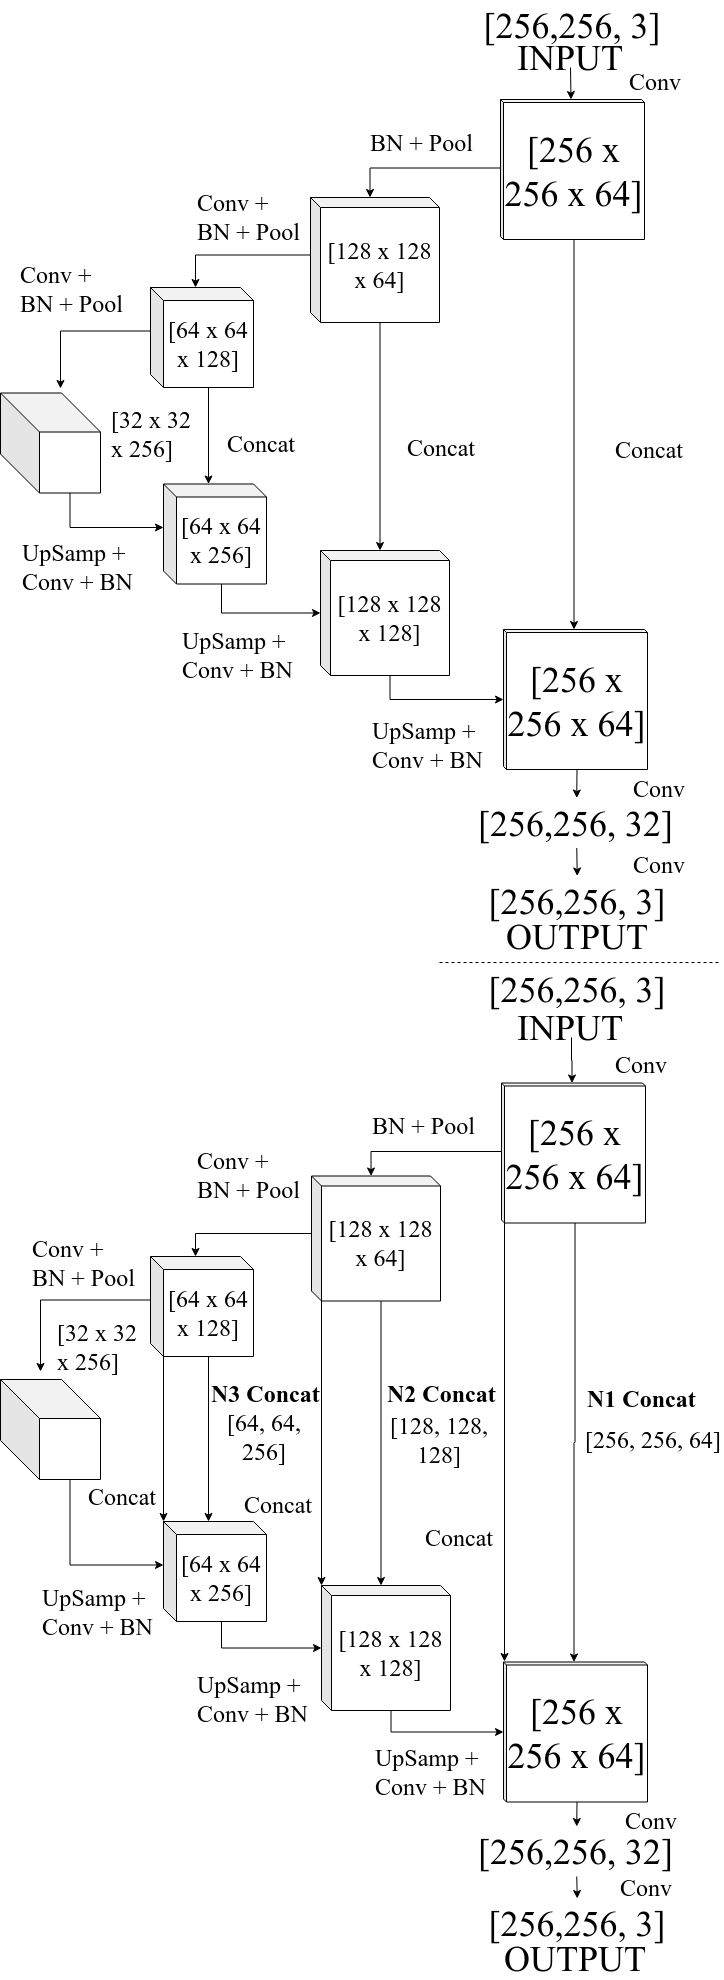 [256,256, 3]
INPUT
Conv
[256 x
256 x 64]
BN + Pool
Conv +
BN + Pool
[128 x 128
x 64]
Conv +
BN + Pool
[64 x 64
x 128]
[32 x 32
x 256]
Concat
Concat
Concat
[64 x 64
x 256]
UpSamp +
Conv + BN
[128 x 128
x 128]
UpSamp +
Conv + BN
[256 x
256 x 64]
UpSamp +
Conv + BN
Conv
[256,256, 32]
Conv
[256,256, 3]
OUTPUT
[256,256, 3]
INPUT
Conv
[256 x
256 x 64]
BN + Pool
Conv +
BN + Pool
[128 x 128
x 64]
Conv +
BN + Pool
[64 x 64
x 128]
[32 x 32
x 256]
N3 Concat
[64, 64,
256]
N2 Concat
[128, 128,
128]
N1 Concat
[256, 256, 64]
Concat
Concat
Concat
[64 x 64
x 256]
UpSamp +
Conv + BN
[128 x 128
x 128]
UpSamp +
Conv + BN
[256 x
256 x 64]
UpSamp +
Conv + BN
Conv
[256,256, 32]
Conv
[256,256, 3]
OUTPUT